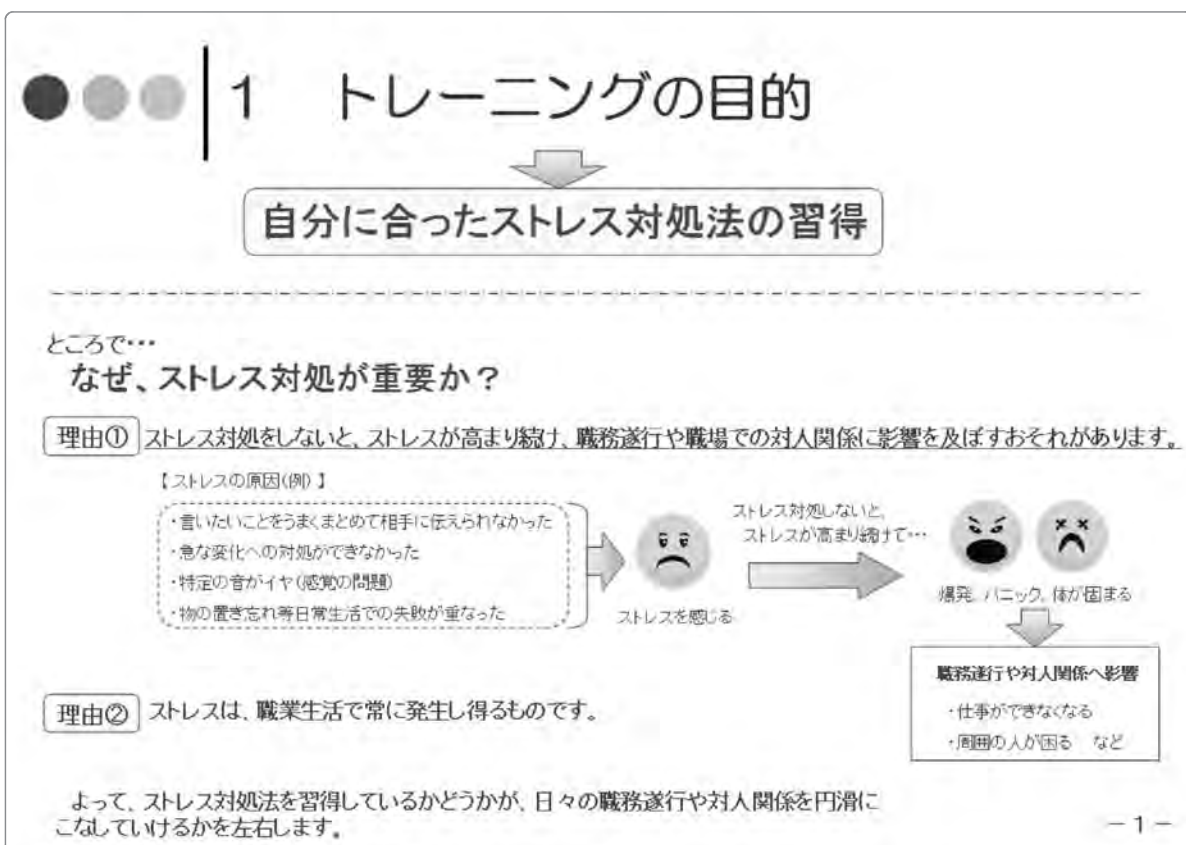 1 トレーニングの目的
自分に合ったストレス対処法の習得
ところで…
なぜ、ストレス対処が重要か？
理由① ストレス対処をしないと、ストレスが高まり続け、職務遂行や職場での対人関係に影響を及ぼすおそれがあります。
【ストレスの原因(例)】
・言いたいことをうまくまとめて相手に伝えられなかった
・急な変化への対処ができなかった
・特定の音がイヤ(感覚の問題)
・物の置き忘れ等日常生活での失敗が重なった
ストレスを感じる
ストレス対処しないと、
ストレスが高まり続けて…
爆発、パニック、体が固まる
職務遂行や対人関係へ影響
・仕事ができなくなる
・周囲の人が困る など
理由② ストレスは、職業生活で常に発生し得るものです。
よって、ストレス対処法を習得しているかどうかが、日々の職務遂行や対人関係を円滑に
こなしていけるかを左右します。
－1－